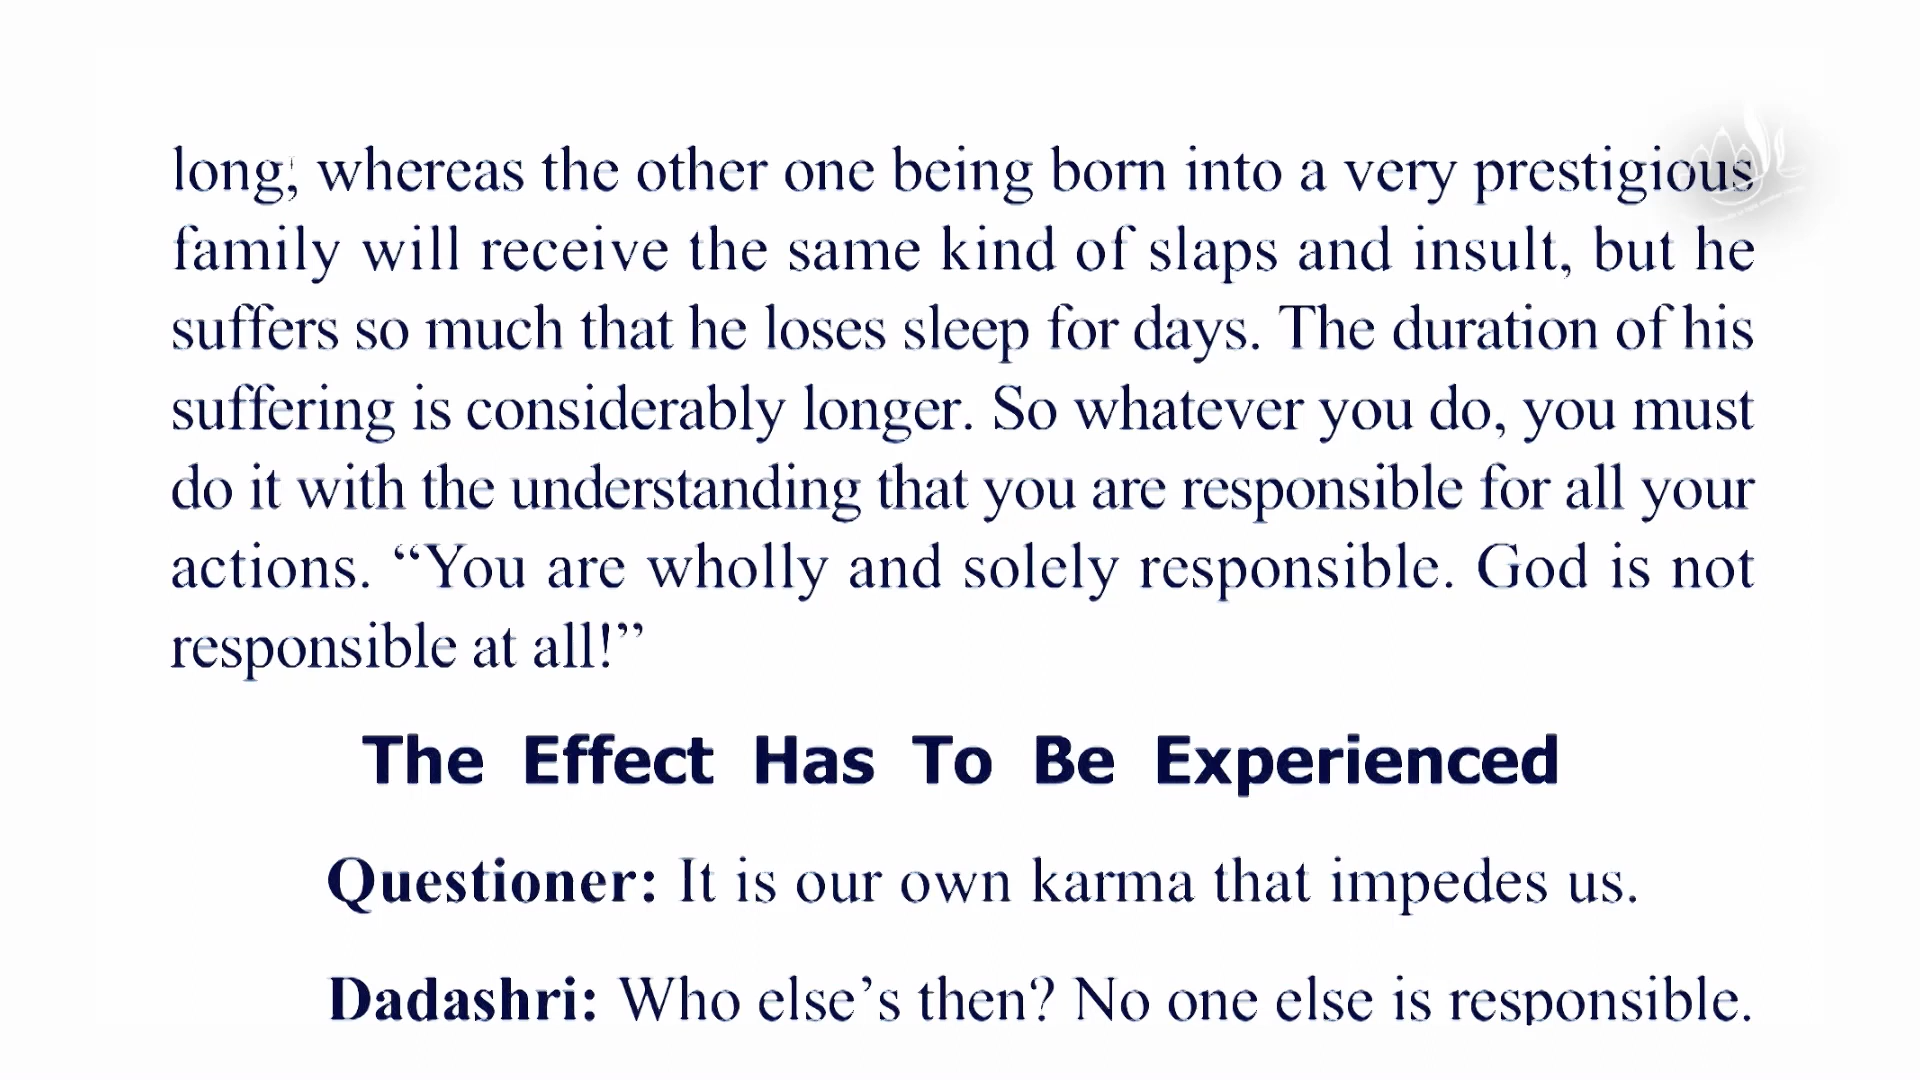 long; whereas the other one being born into a very prestigious
family will receive the same kind of slaps and insult, but he
suffers so much that he loses sleep for days. The duration of his
suffering is considerably longer. So whatever you do, you must
do it with the understanding that you are responsible for all your
actions. “You are wholly and solely responsible. God is not
responsible at all!”
The Effect Has To Be Experienced
Questioner: It is our own karma that impedes us.
Dadashri: Who else’s then? No one else is responsible.